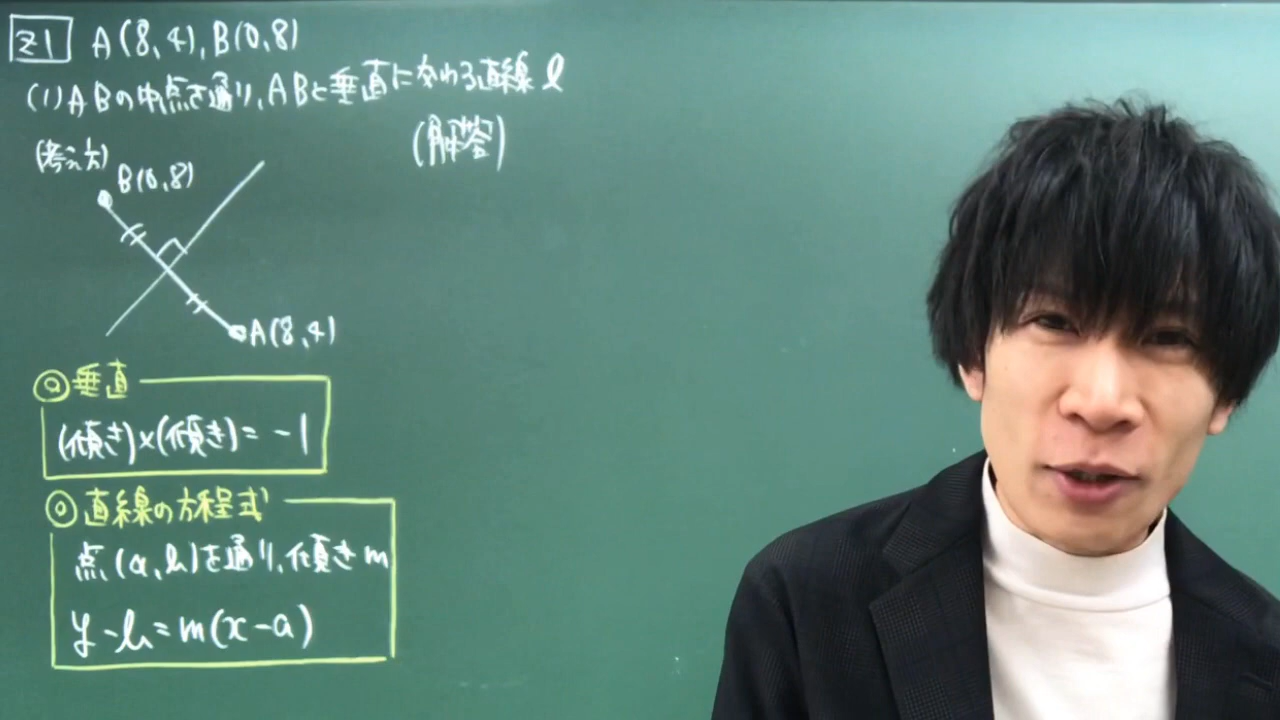 21 A(8,4), B(0,8)
(1) ABの中点を通り、ABと垂直に交わる直線l
(考え方)
(解答)
B(0,8)
A(8,4)
◎垂直
(傾き)×(傾き)=-1
◎直線の方程式
点(a,b)を通り、傾きm
y-b=m(x-a)